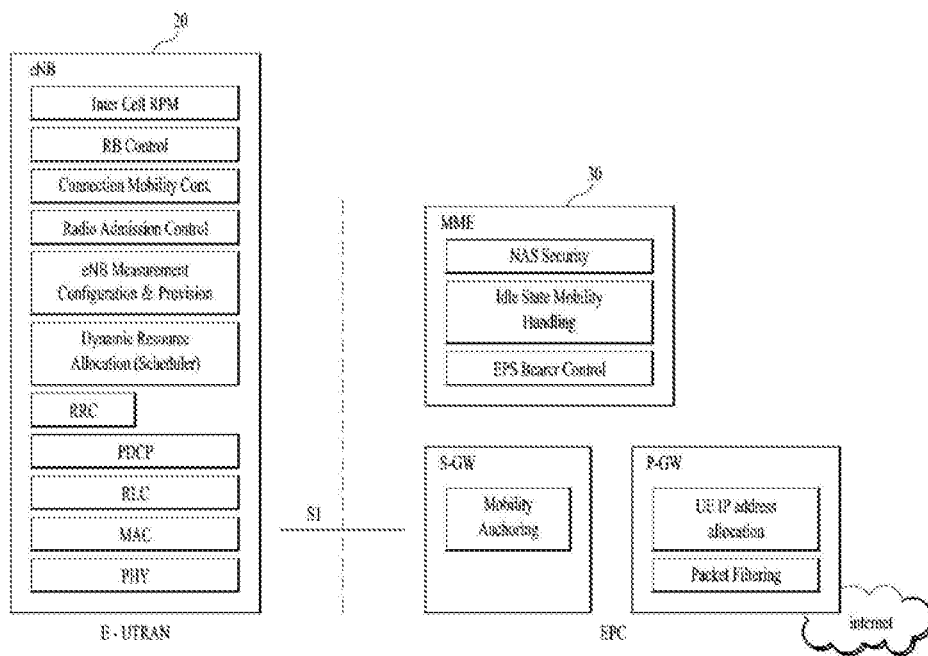 20
eNB
Inter Cell RPM
RB Control
Connection Mobility Cont.
Radio Admission Control
eNB Measurement
Configuration & Provision
Dynamic Resource
Allocation (Scheduler)
RRC
PDCP
RLC
MAC
PHY
E - UTRAN
S1
30
MME
NAS Security
Idle State Mobility
Handling
EPS Bearer Control
S-GW
Mobility
Anchoring
P-GW
UE IP address
allocation
Packet Filtering
EPC
internet